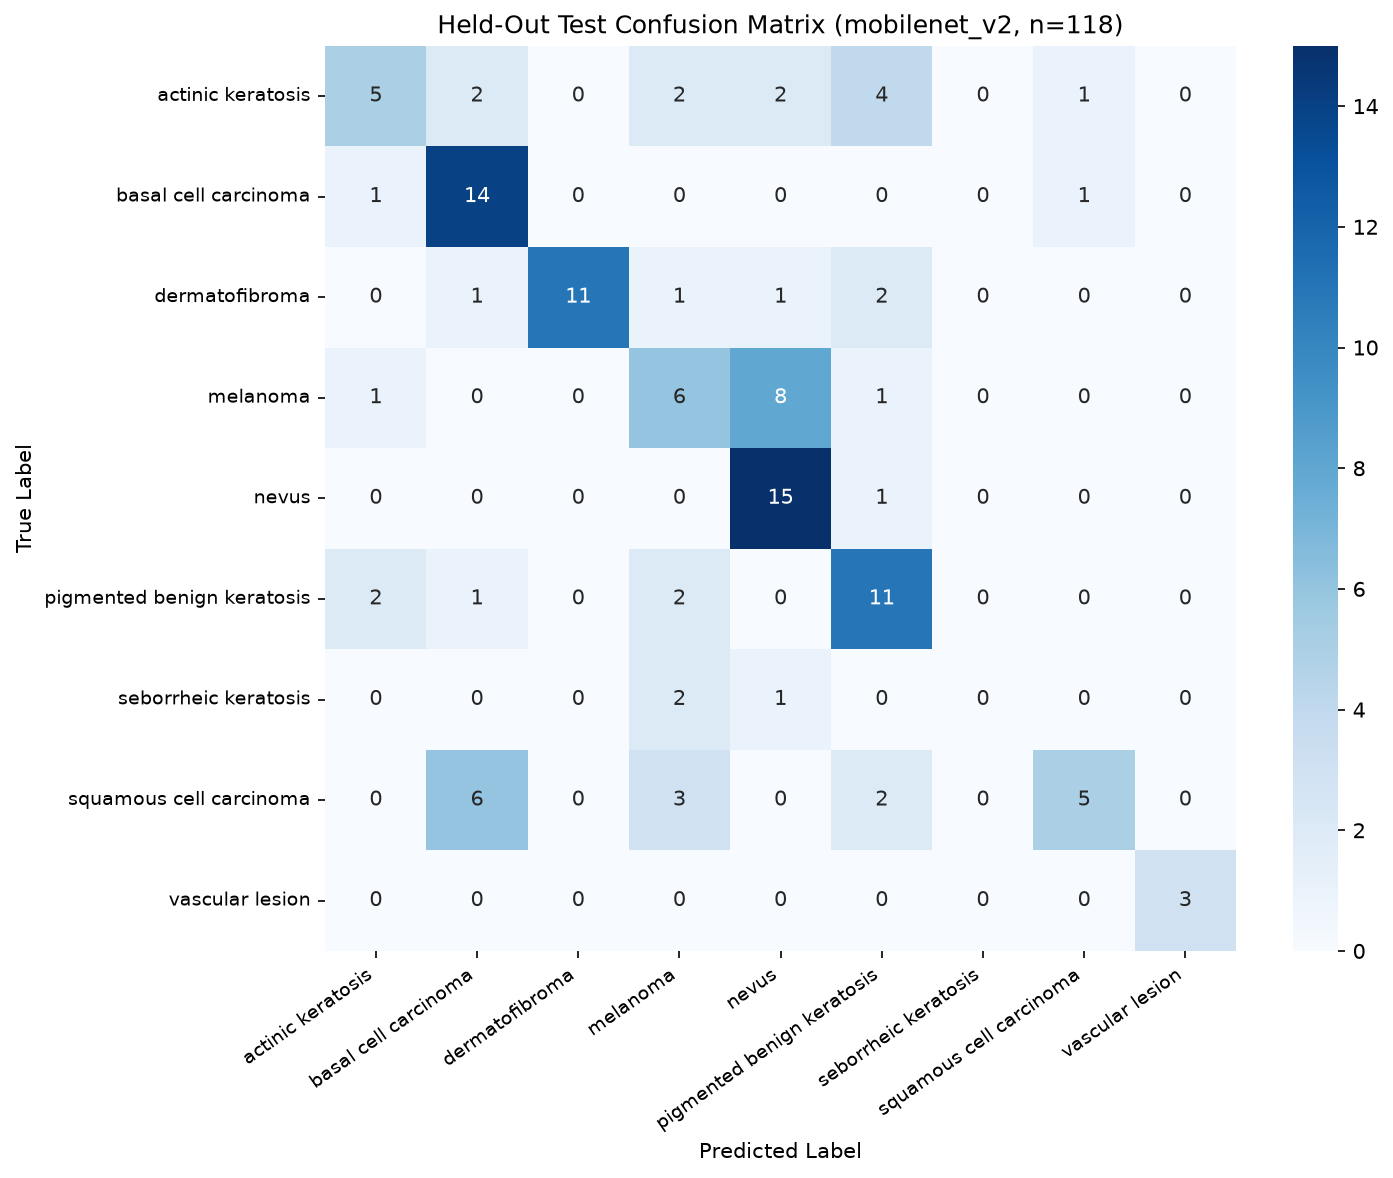 Held-Out Test Confusion Matrix (mobilenet_v2, n=118)
actinic keratosis 5 2 0 2 2 4 0 1 0
basal cell carcinoma 1 14 0 0 0 0 0 1 0
dermatofibroma 0 1 11 1 1 2 0 0 0
melanoma 1 0 0 6 8 1 0 0 0
nevus 0 0 0 0 15 1 0 0 0
pigmented benign keratosis 2 1 0 2 0 11 0 0 0
seborrheic keratosis 0 0 0 2 1 0 0 0 0
squamous cell carcinoma 0 6 0 3 0 2 0 5 0
vascular lesion 0 0 0 0 0 0 0 0 3
True Label
actinic keratosis
basal cell carcinoma
dermatofibroma
melanoma
nevus
pigmented benign keratosis
seborrheic keratosis
squamous cell carcinoma
vascular lesion
Predicted Label
14
12
10
8
6
4
2
0